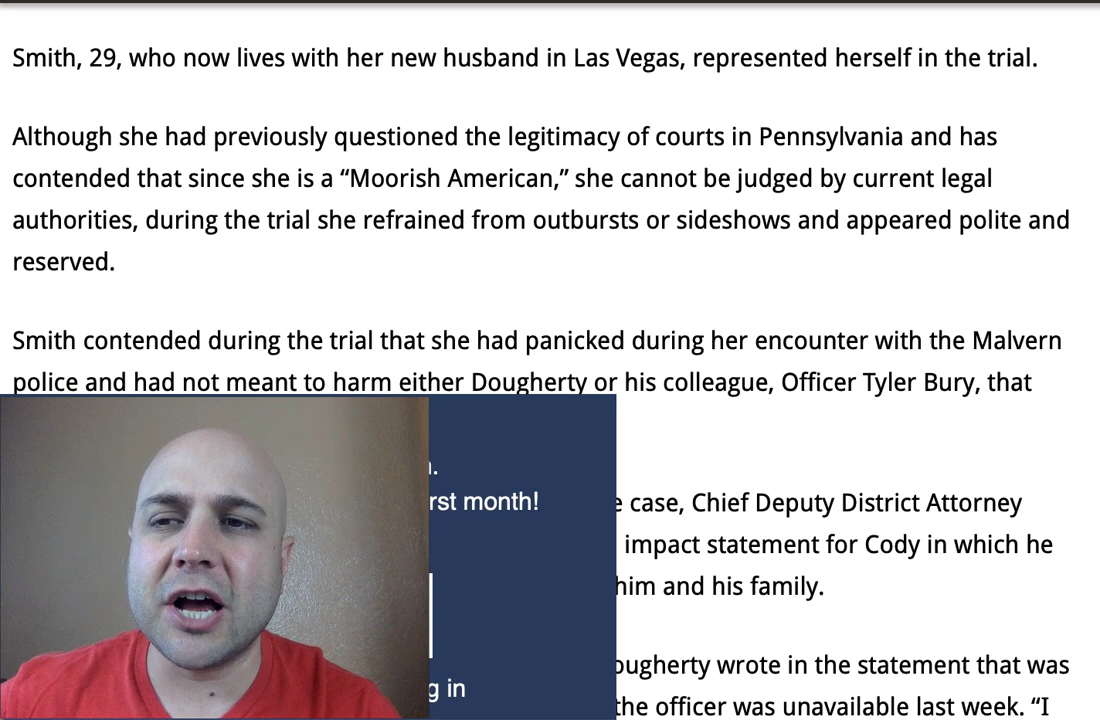 Smith, 29, who now lives with her new husband in Las Vegas, represented herself in the trial.
Although she had previously questioned the legitimacy of courts in Pennsylvania and has
contended that since she is a “Moorish American,” she cannot be judged by current legal
authorities, during the trial she refrained from outbursts or sideshows and appeared polite and
reserved.
Smith contended during the trial that she had panicked during her encounter with the Malvern
police and had not meant to harm either Dougherty or his colleague, Officer Tyler Bury, that
month!
case, Chief Deputy District Attorney
impact statement for Cody in which he
him and his family.
wrote in the statement that was
the officer was unavailable last week. “I
in